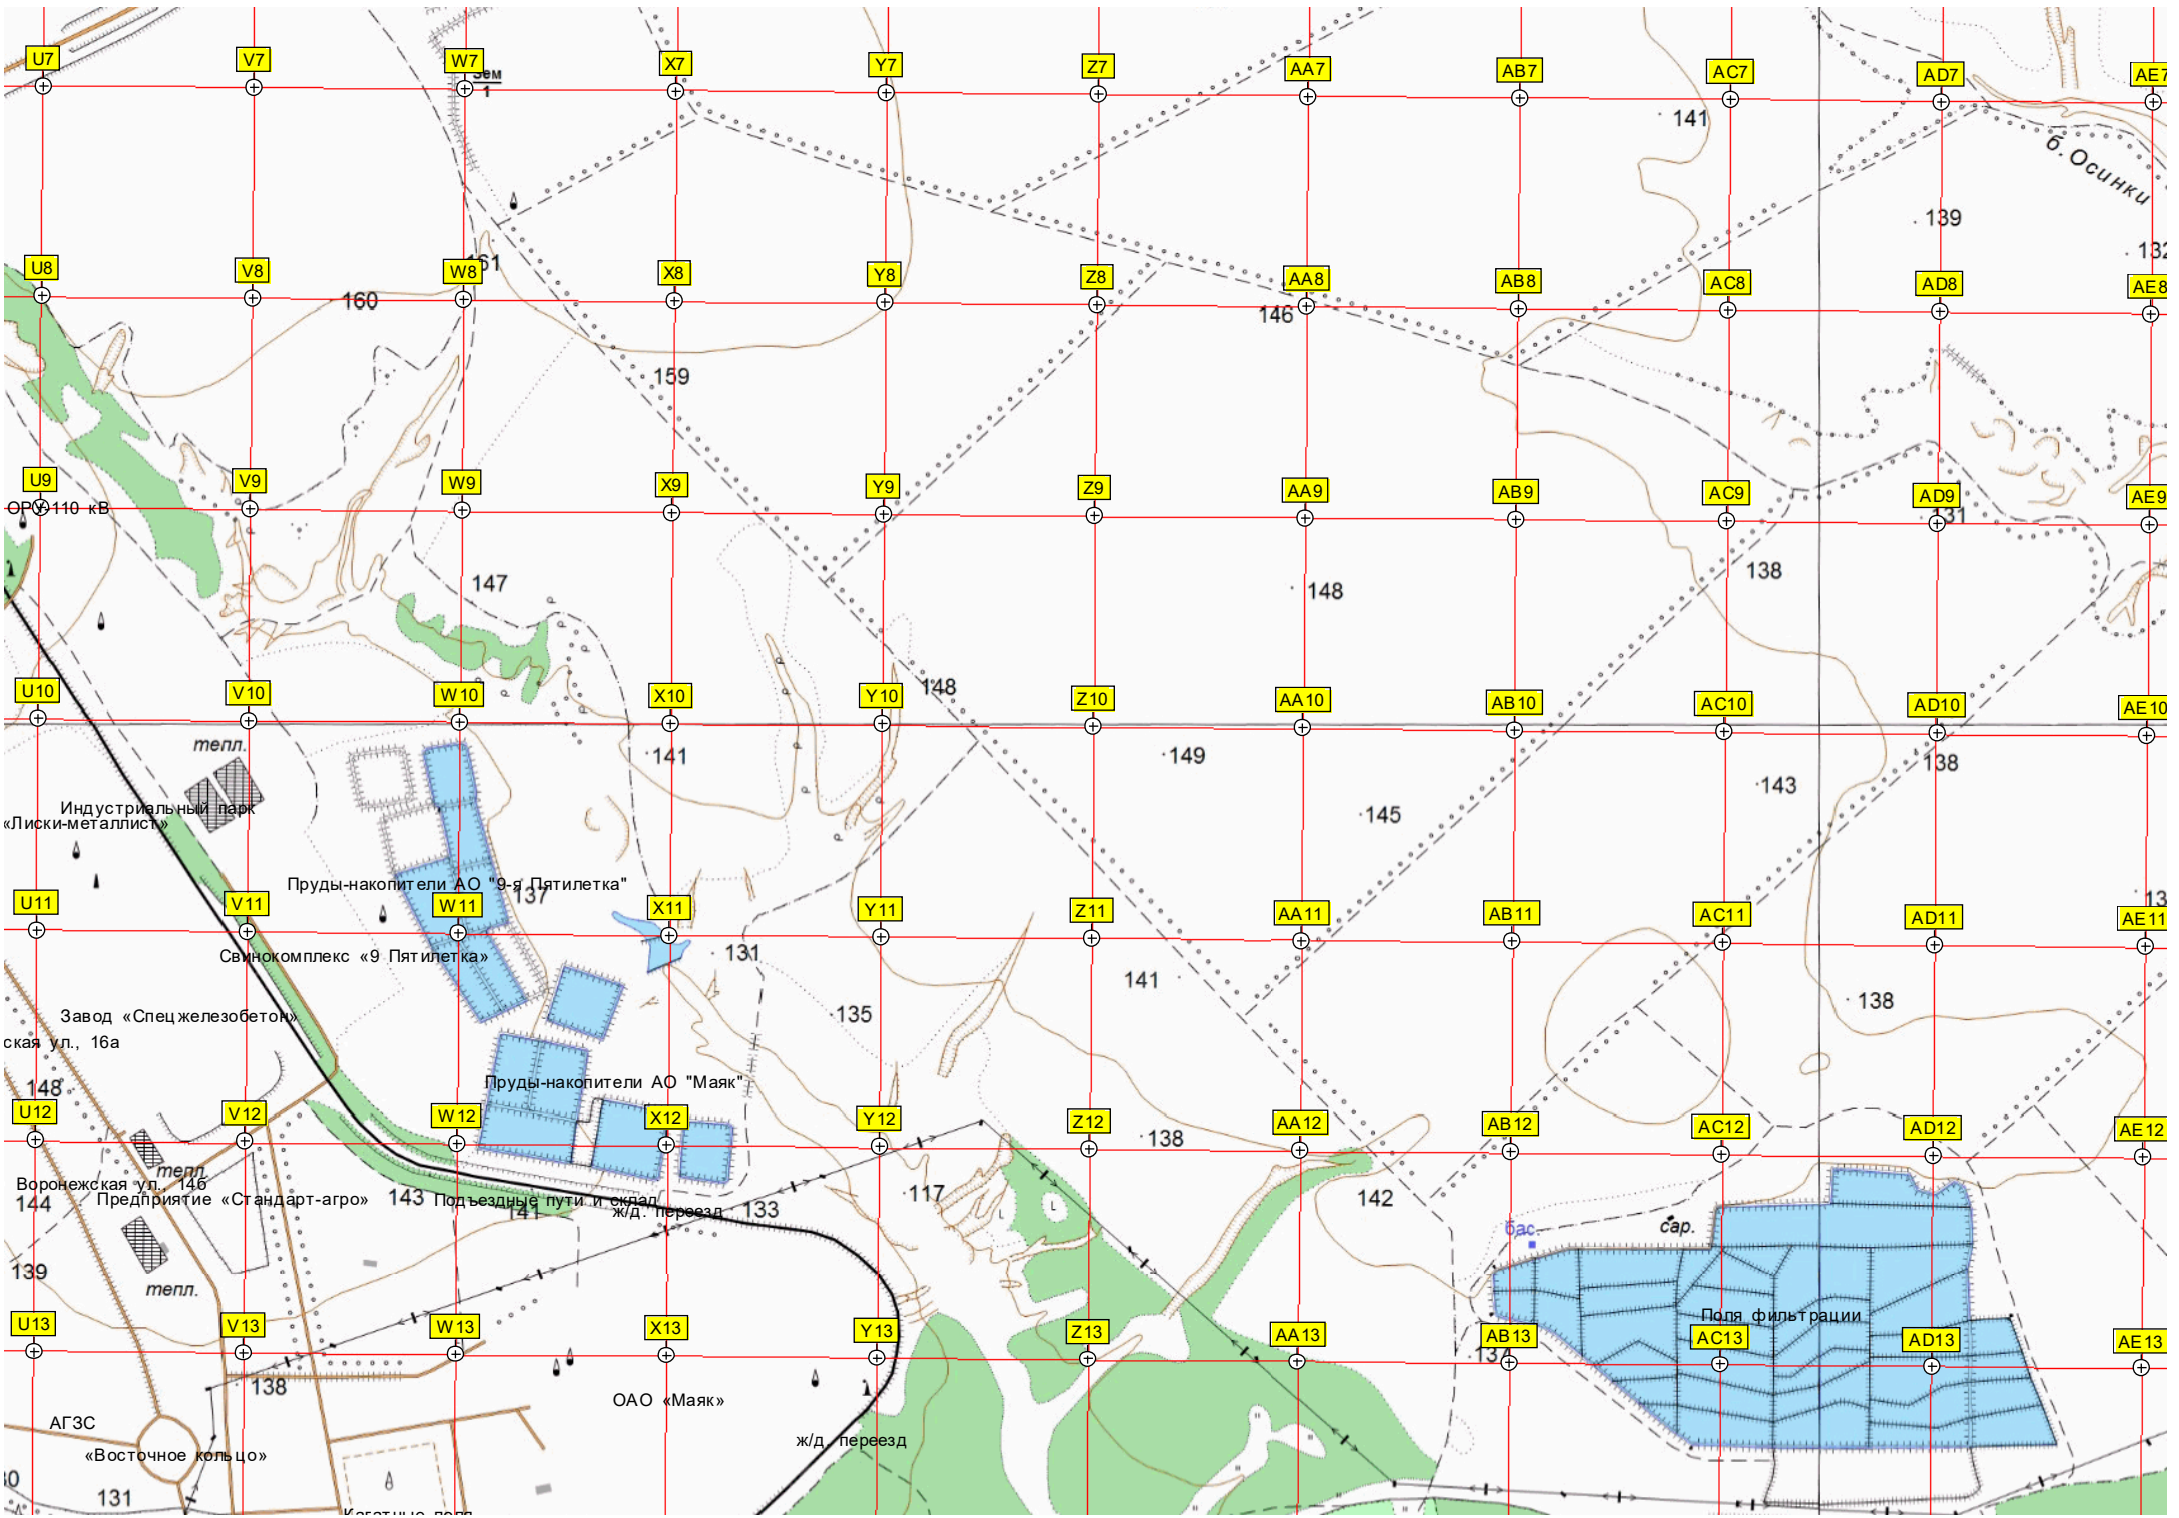 U7 V7 W7 X7 Y7 Z7 AA7 AB7 AC7 AD7 AE7
Зем
1
141
б. Осинки
139
132
U8 V8 W8 X8 Y8 Z8 AA8 AB8 AC8 AD8 AE8
161
160
146
159
U9 V9 W9 X9 Y9 Z9 AA9 AB9 AC9 AD9 AE9
ОРУ-110 кВ
131
147
148
138
U10 V10 W10 X10 Y10 Z10 AA10 AB10 AC10 AD10 AE10
148
тепл.
141
149
143
138
Индустриальный парк
«Лиски-металлист»
145
Пруды-накопители АО "9-я Пятилетка"
137
13
U11 V11 W11 X11 Y11 Z11 AA11 AB11 AC11 AD11 AE11
Свинокомплекс «9 Пятилетка»
131
141
138
Завод «Спецжелезобетон»
135
ская ул., 16а
148
Пруды-накопители АО "Маяк"
U12 V12 W12 X12 Y12 Z12 AA12 AB12 AC12 AD12 AE12
138
тепл.
Воронежская ул., 14б
Предприятие «Стандарт-агро»
144
143
Подъездные пути и склад
141
ж/д. переезд
133
117
142
бас.
сар.
139
тепл.
Поля фильтрации
U13 V13 W13 X13 Y13 Z13 AA13 AB13 AC13 AD13 AE13
137
138
ОАО «Маяк»
АГЗС
«Восточное кольцо»
ж/д. переезд
30
131
Кагатные поля